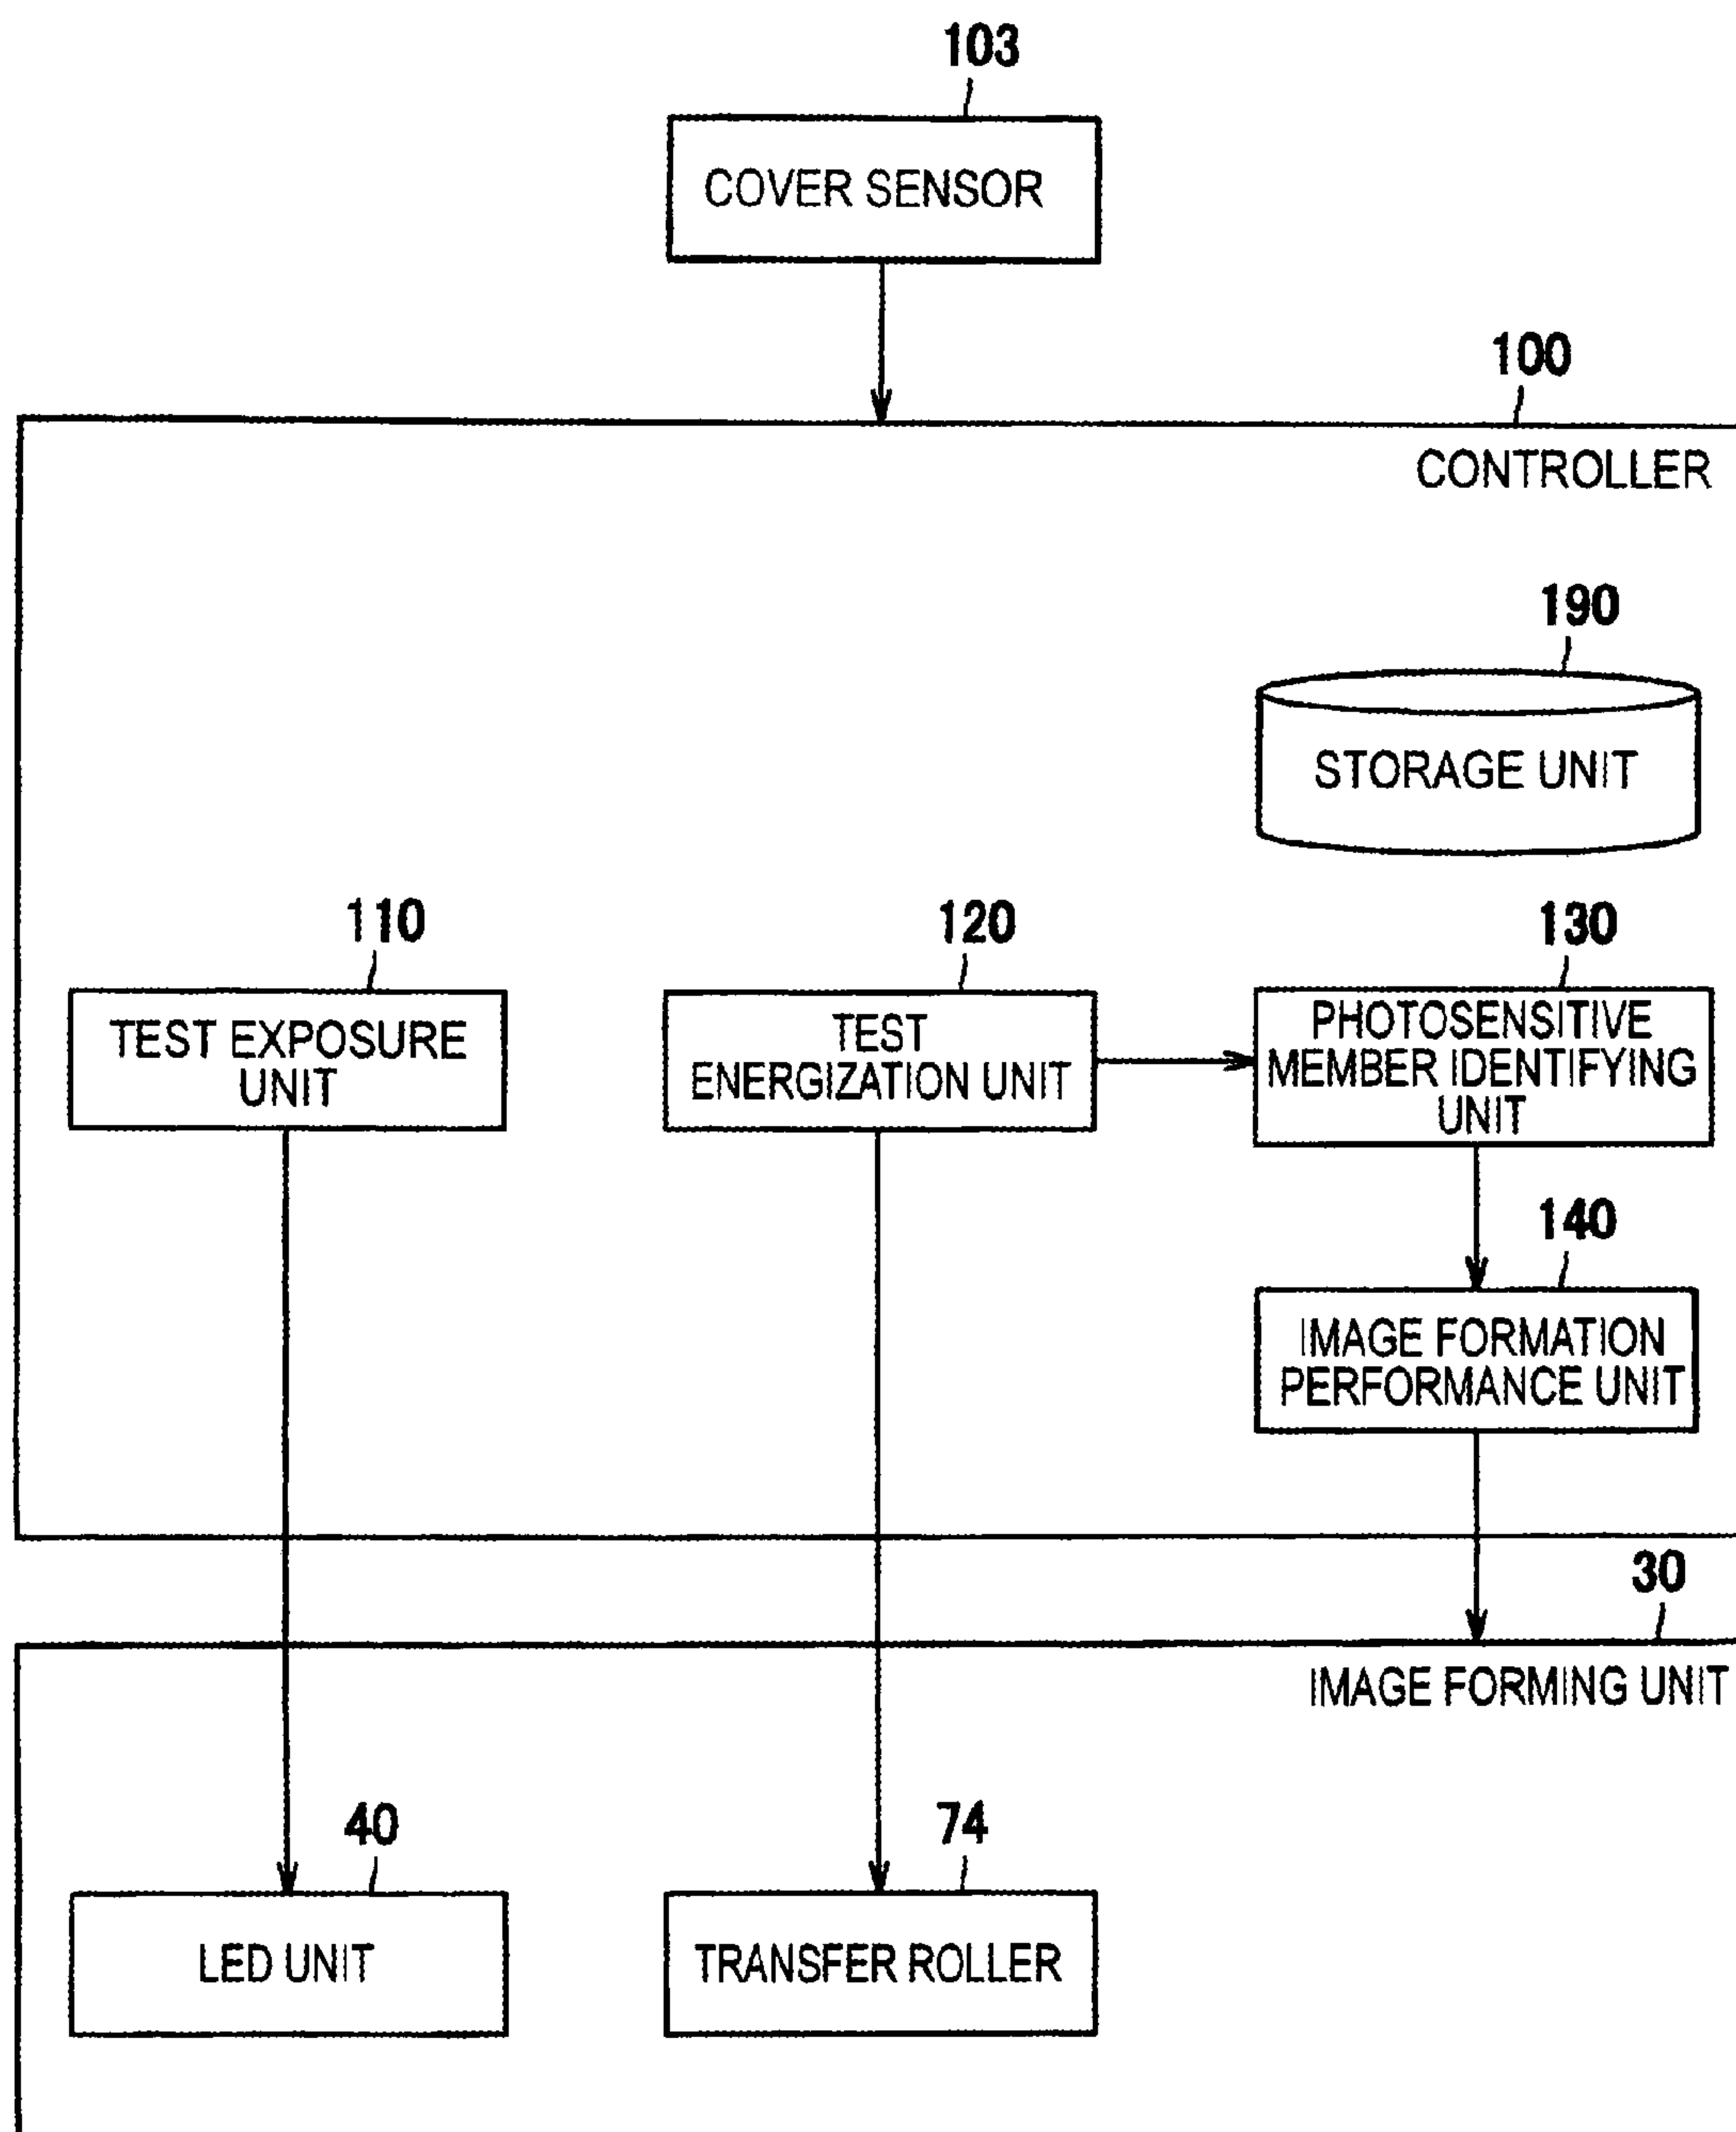 103
COVER SENSOR
100
CONTROLLER
190
STORAGE UNIT
110
TEST EXPOSURE
UNIT
120
TEST
ENERGIZATION UNIT
130
PHOTOSENSITIVE
MEMBER IDENTIFYING
UNIT
140
IMAGE FORMATION
PERFORMANCE UNIT
30
IMAGE FORMING UNIT
40
LED UNIT
74
TRANSFER ROLLER